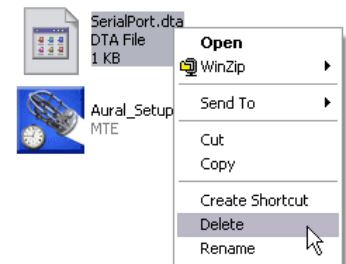 SerialPort.dta
DTA File
1 KB
Aural_Setup
MTE
Open
WinZip
Send To
Cut
Copy
Create Shortcut
Delete
Rename